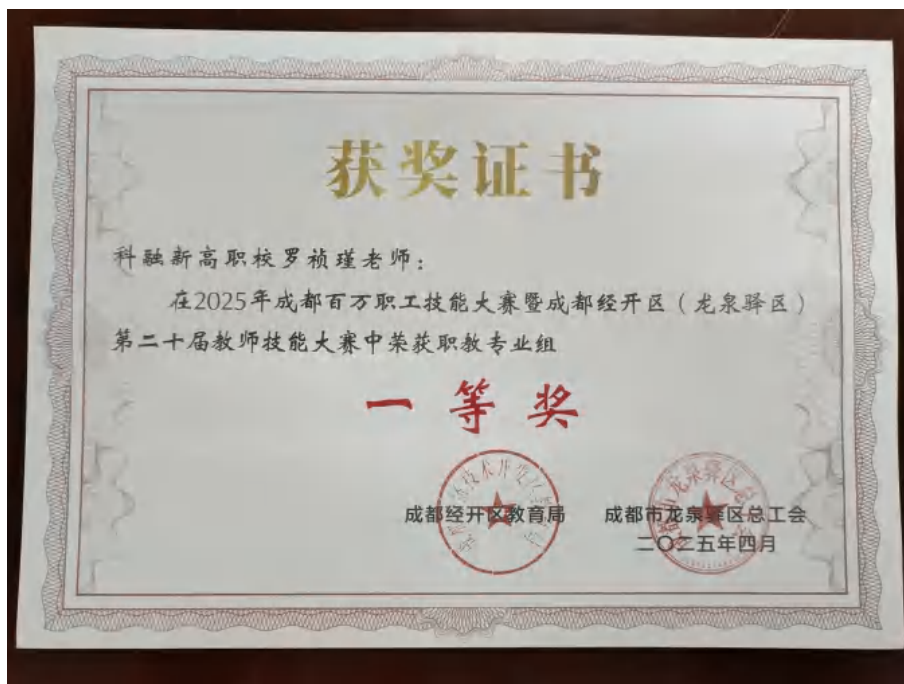 获奖证书
科融新高职校罗祯瑾老师：
在2025年成都百万职工技能大赛暨成都经开区（龙泉驿区）
第二十届教师技能大赛中荣获职教专业组
一等奖
成都经开区教育局 成都市龙泉驿区总工会
二〇二五年四月